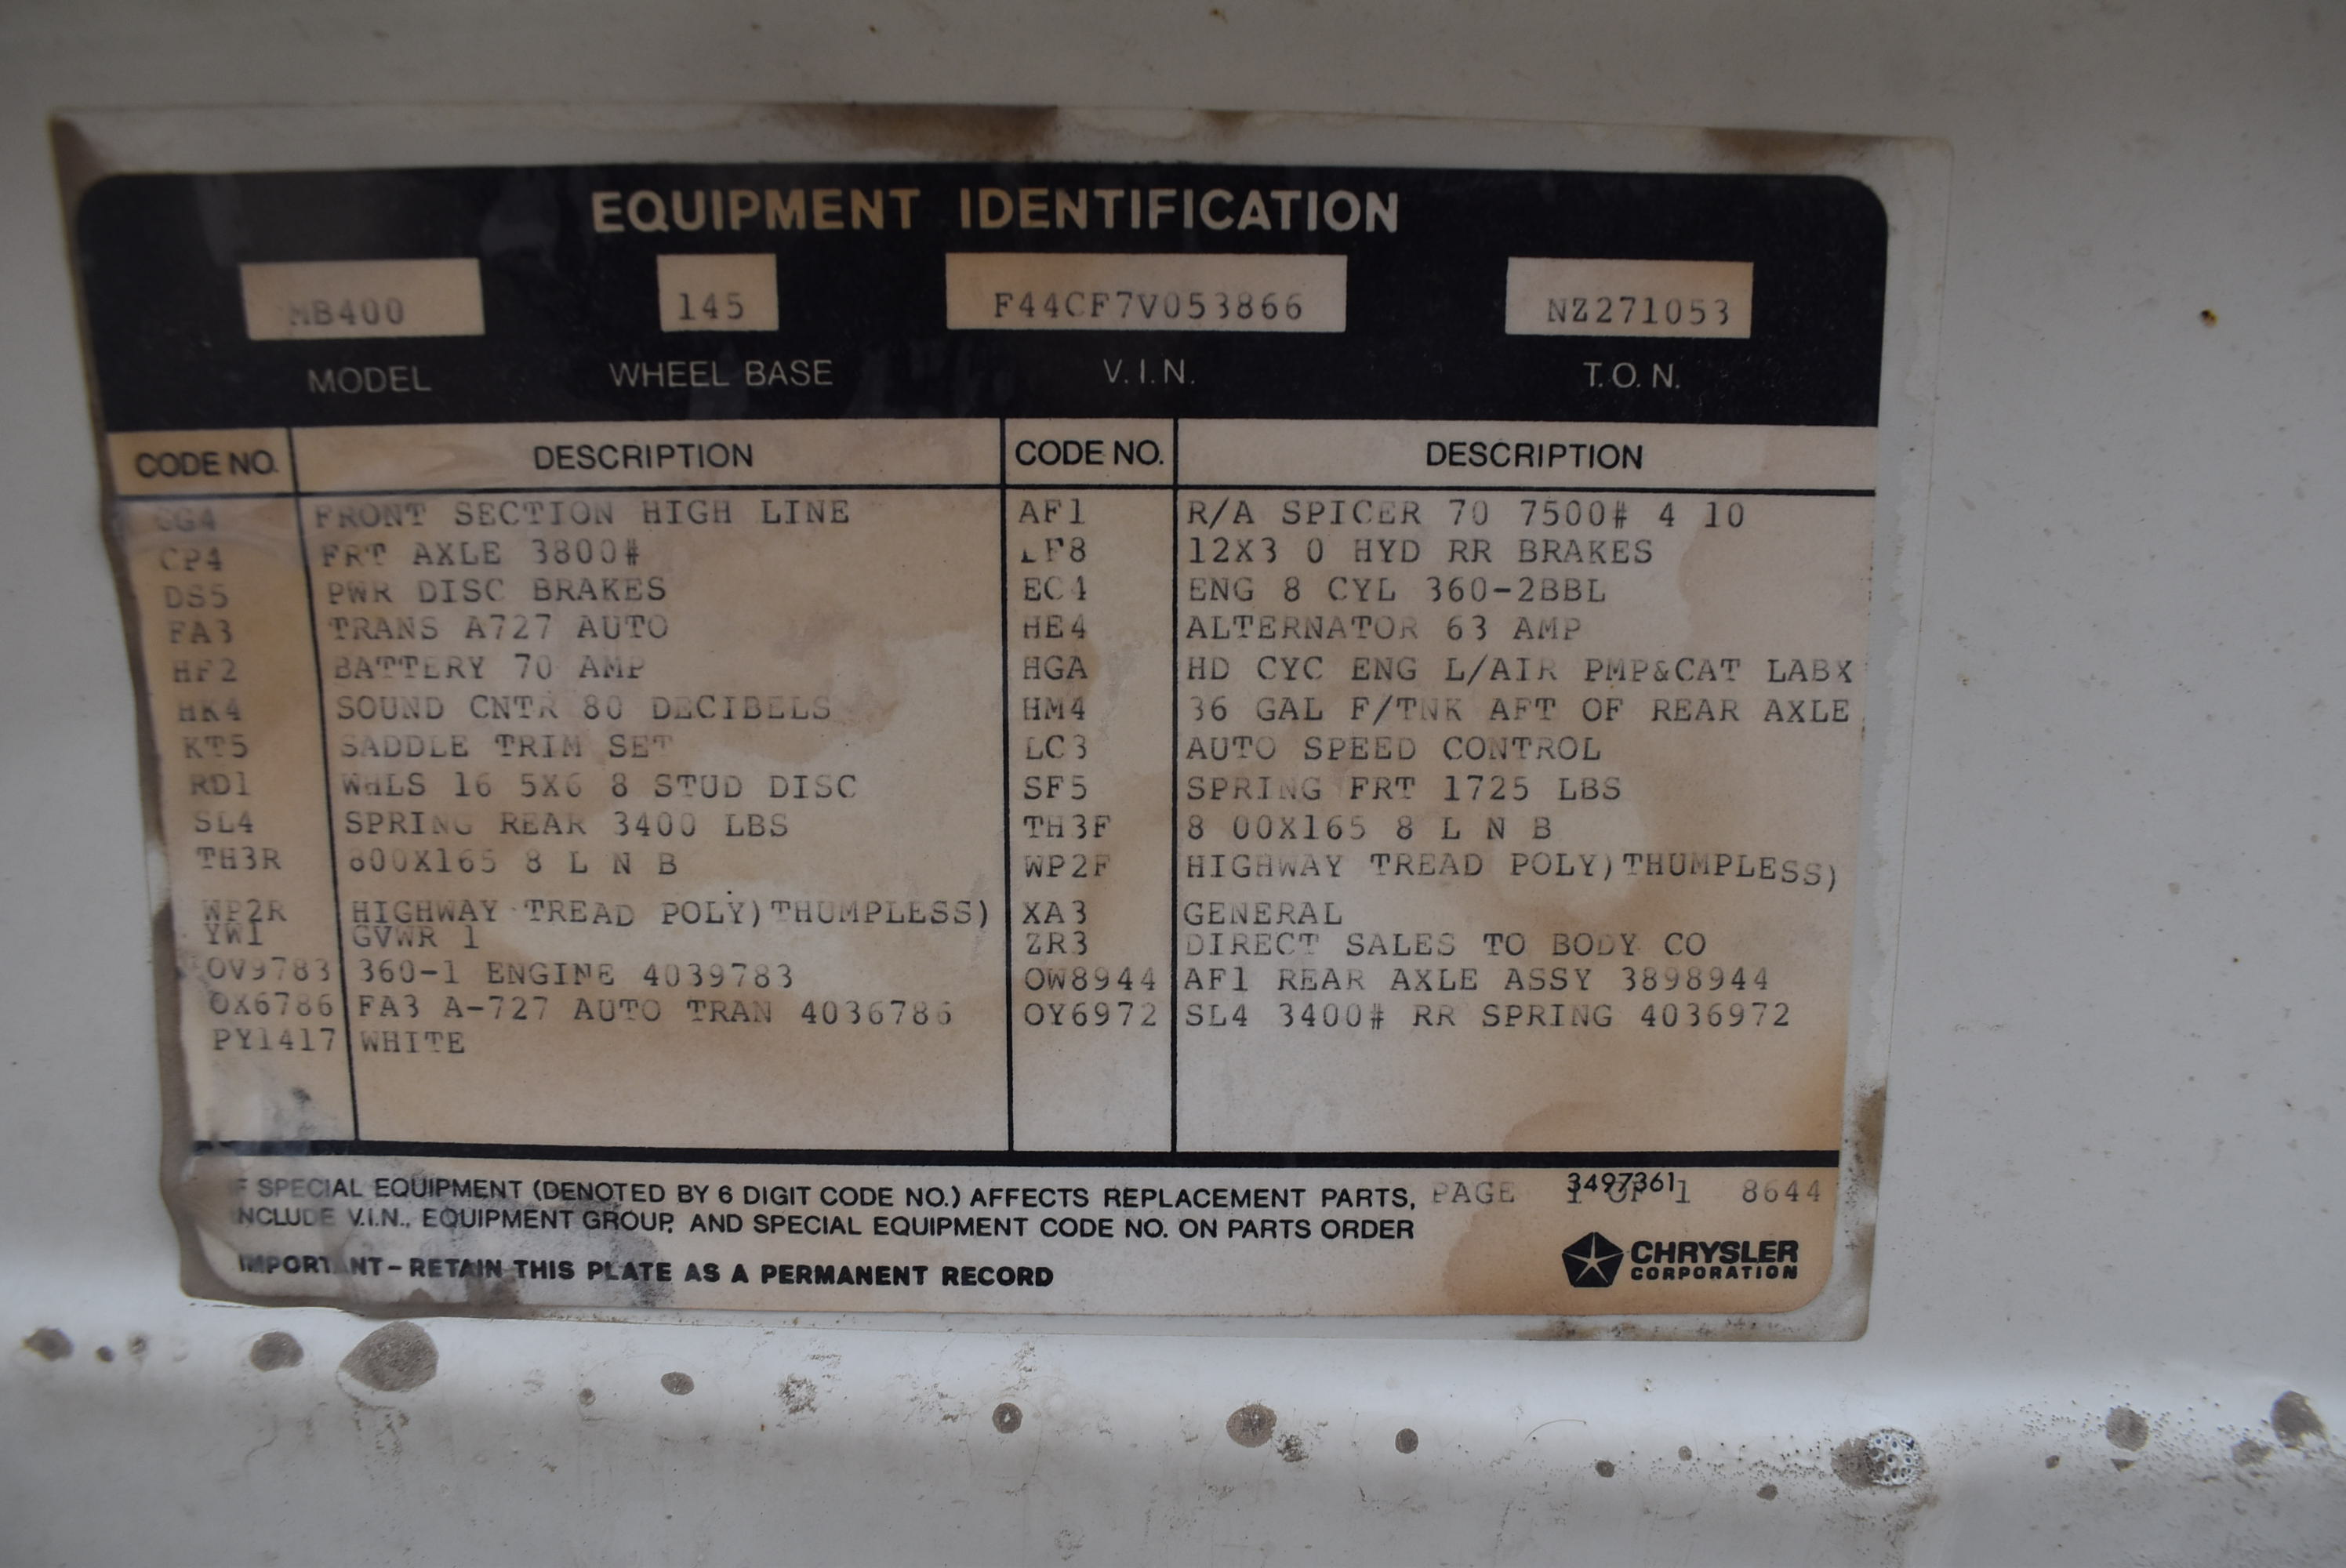 EQUIPMENT IDENTIFICATION
MB400 145 F44CF7V053866 NZ271053
MODEL WHEEL BASE V.I.N. T.O.N.
CODE NO. DESCRIPTION CODE NO. DESCRIPTION
FRONT SECTION HIGH LINE AF1 R/A SPICER 70 7500# 4 10
CP4 FRT AXLE 3800# 12X3 0 HYD RR BRAKES
DS5 PWR DISC BRAKES EC4 ENG 8 CYL 360-2BBL
FA3 TRANS A727 AUTO HE4 ALTERNATOR 63 AMP
HF2 BATTERY 70 AMP HGA HD CYC ENG L/AIR PMP&CAT LABX
HK4 SOUND CNTR 80 DECIBELS HM4 36 GAL F/TNK AFT OF REAR AXLE
KT5 SADDLE TRIM SET LC3 AUTO SPEED CONTROL
RD1 WHLS 16 5X6 8 STUD DISC SF5 SPRING FRT 1725 LBS
SL4 SPRING REAR 3400 LBS TH3F 8 00X165 8 L N B
TH3R 800X165 8 L N B WP2F HIGHWAY TREAD POLY)THUMPLESS)
WP2R HIGHWAY TREAD POLY)THUMPLESS) XA3 GENERAL
YW1 GVWR 1 ZR3 DIRECT SALES TO BODY CO
OV9783 360-1 ENGINE 4039783 OW8944 AF1 REAR AXLE ASSY 3898944
OX6786 FA3 A-727 AUTO TRAN 4036786 OY6972 SL4 3400# RR SPRING 4036972
PY1417 WHITE
IF SPECIAL EQUIPMENT (DENOTED BY 6 DIGIT CODE NO.) AFFECTS REPLACEMENT PARTS, PAGE 1 OF 1 8644
3497361
INCLUDE V.I.N., EQUIPMENT GROUP, AND SPECIAL EQUIPMENT CODE NO. ON PARTS ORDER
IMPORTANT - RETAIN THIS PLATE AS A PERMANENT RECORD
CHRYSLER
CORPORATION